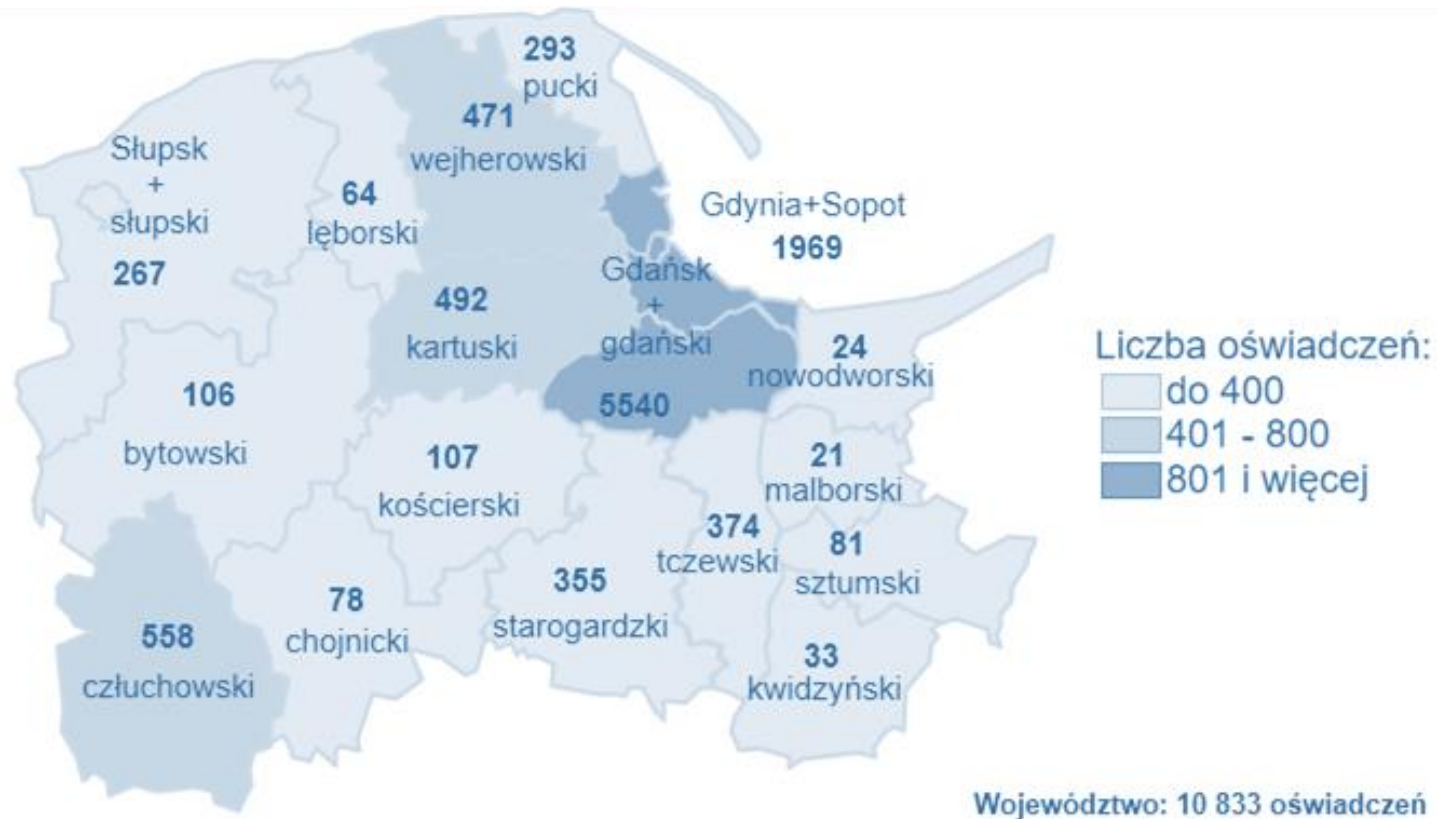 293
pucki
471
wejherowski
Słupsk
+
słupski
267
64
lęborski
Gdynia+Sopot
1969
492
kartuski
Gdańsk
+
gdański
5540
24
nowodworski
106
bytowski
107
kościerski
21
malborski
374
tczewski
81
sztumski
558
człuchowski
78
chojnicki
355
starogardzki
33
kwidzyński
Liczba oświadczeń:
do 400
401 - 800
801 i więcej
Województwo: 10 833 oświadczeń